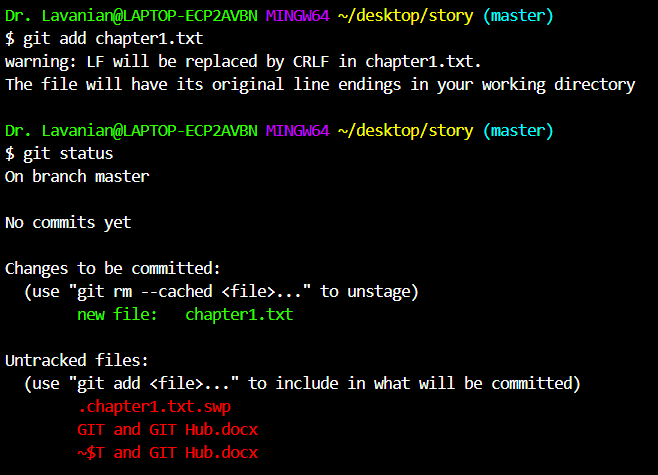 Dr. Lavanian@LAPTOP-ECP2AVBN MINGW64 ~/desktop/story (master)
$ git add chapter1.txt
warning: LF will be replaced by CRLF in chapter1.txt.
The file will have its original line endings in your working directory
Dr. Lavanian@LAPTOP-ECP2AVBN MINGW64 ~/desktop/story (master)
$ git status
On branch master
No commits yet
Changes to be committed:
(use "git rm --cached <file>..." to unstage)
new file:   chapter1.txt
Untracked files:
(use "git add <file>..." to include in what will be committed)
.chapter1.txt.swp
GIT and GIT Hub.docx
~$T and GIT Hub.docx